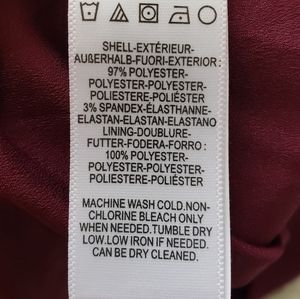 SHELL-EXTÉRIEUR-
AUßERHALB-FUORI-EXTERIOR:
97% POLYESTER-
POLYESTER-POLYESTER-
POLIESTERE-POLIÉSTER
3% SPANDEX-ÉLASTHANNE-
ELASTAN-ELASTAN-ELASTANO
LINING-DOUBLURE-
FUTTER-FODERA-FORRO:
100% POLYESTER-
POLYESTER-POLYESTER-
POLIESTERE-POLIÉSTER
MACHINE WASH COLD.NON-
CHLORINE BLEACH ONLY
WHEN NEEDED.TUMBLE DRY
LOW.LOW IRON IF NEEDED.
CAN BE DRY CLEANED.